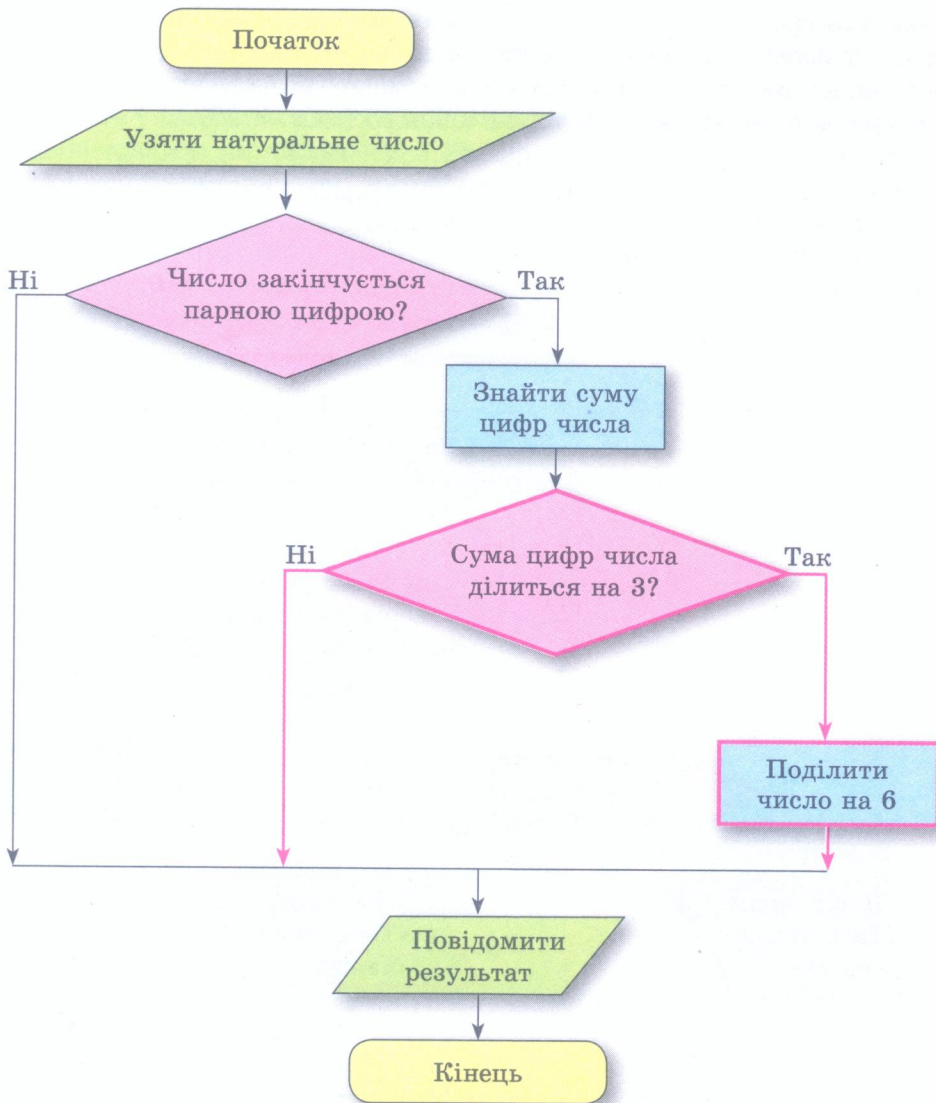 Початок
Узяти натуральне число
Число закінчується
парною цифрою?
Ні
Так
Знайти суму
цифр числа
Сума цифр числа
ділиться на 3?
Ні
Так
Поділити
число на 6
Повідомити
результат
Кінець